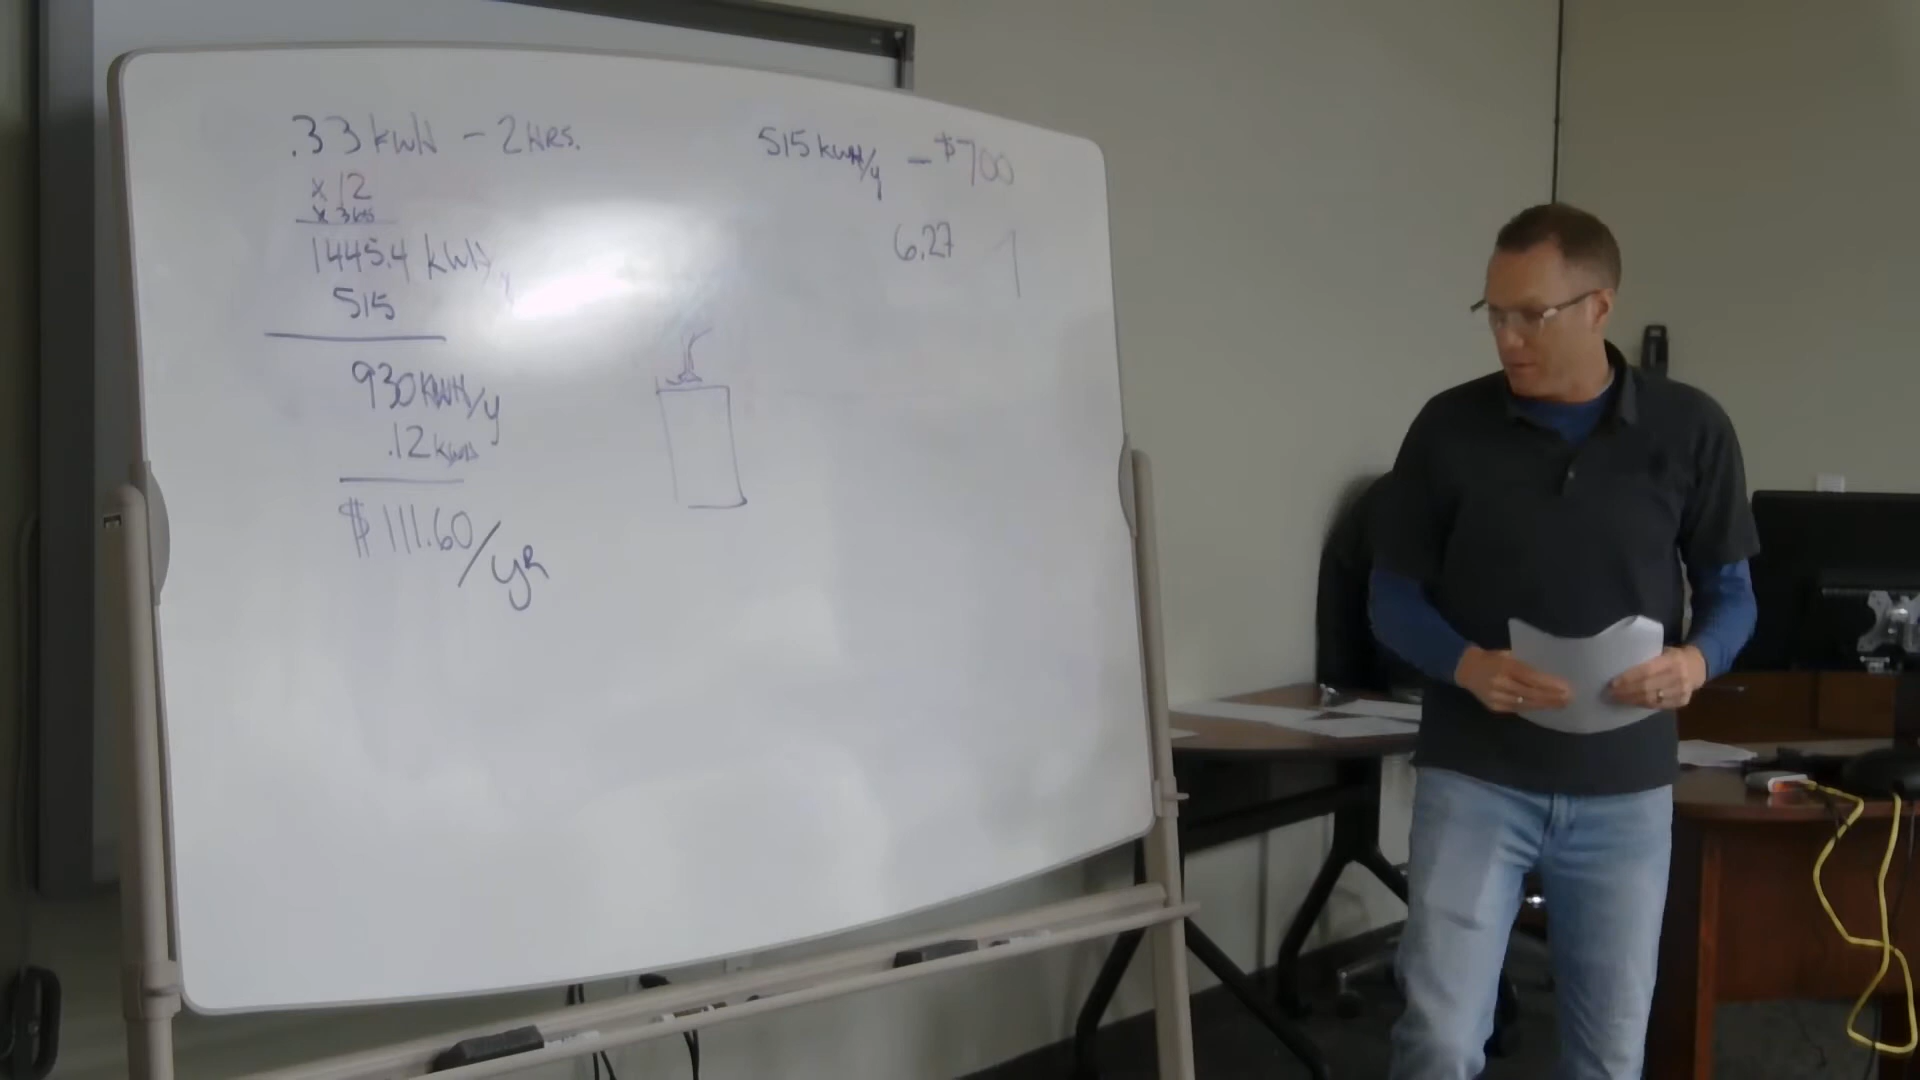 .33 kWH - 2 HRS.
x 12
x 365
1445.4 kWH/y
515
930 kWH/y
.12 kWH
$111.60/yR
515 kWH/y - $700
6.27